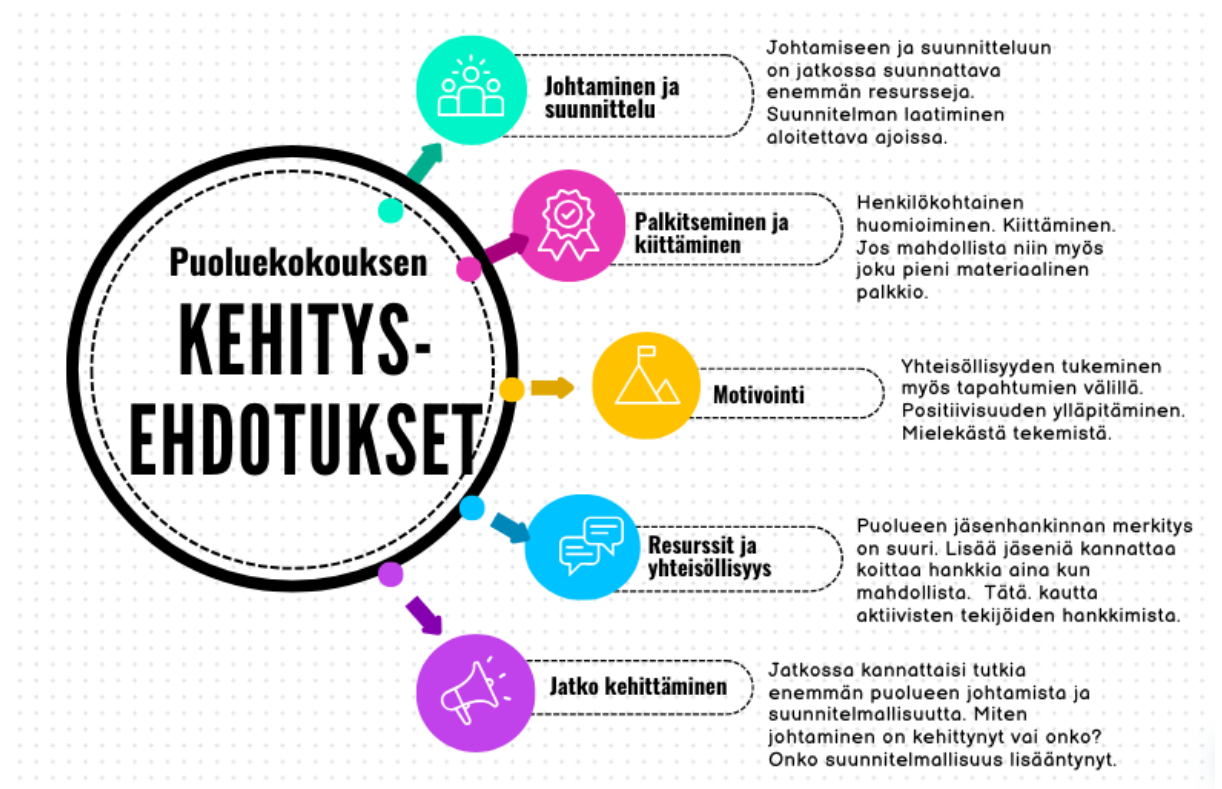 Puoluekokouksen
KEHITYS-
EHDOTUKSET
Johtaminen ja
suunnittelu
Johtamiseen ja suunnitteluun
on jatkossa suunnattava
enemmän resursseja.
Suunnitelman laatiminen
aloitettava ajoissa.
Palkitseminen ja
kiittäminen
Henkilökohtainen
huomioiminen. Kiittäminen.
Jos mahdollista niin myös
joku pieni materiaalinen
palkkio.
Motivointi
Yhteisöllisyyden tukeminen
myös tapahtumien välillä.
Positiivisuuden ylläpitäminen.
Mielekästä tekemistä.
Resurssit ja
yhteisöllisyys
Puolueen jäsenhankinnan merkitys
on suuri. Lisää jäseniä kannattaa
koittaa hankkia aina kun
mahdollista. Tätä. kautta
aktiivisten tekijöiden hankkimista.
Jatko kehittäminen
Jatkossa kannattaisi tutkia
enemmän puolueen johtamista ja
suunnitelmallisuutta. Miten
johtaminen on kehittynyt vai onko?
Onko suunnitelmallisuus lisääntynyt.